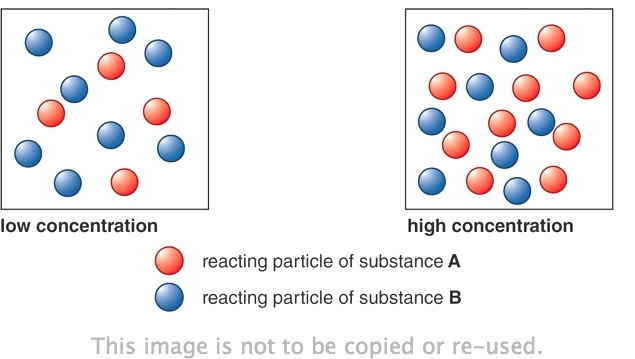 low concentration
high concentration
reacting particle of substance A
reacting particle of substance B
This image is not to be copied or re-used.